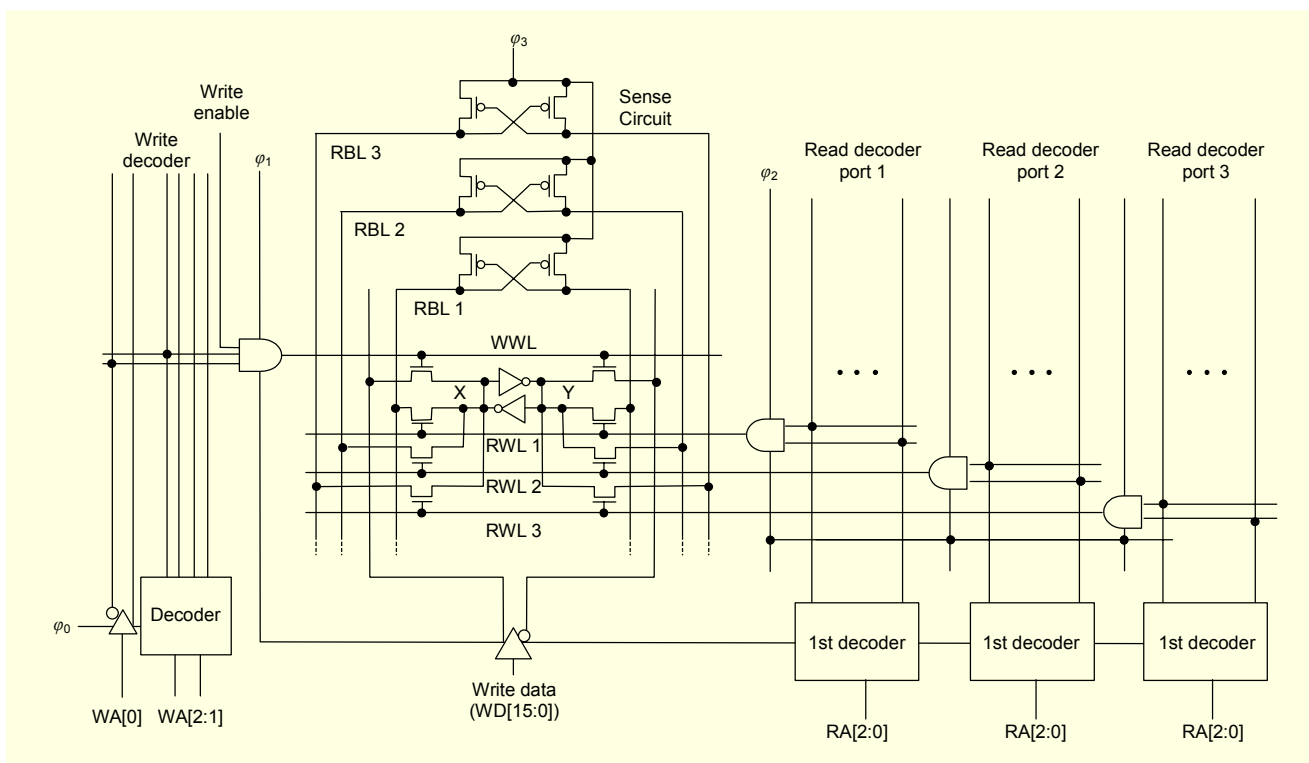 φ3
Write
enable
Sense
Circuit
Write
decoder
φ1
RBL 3
Read decoder
port 1
Read decoder
port 2
Read decoder
port 3
φ2
RBL 2
RBL 1
WWL
X
Y
RWL 1
RWL 2
RWL 3
Decoder
φ0
1st decoder
1st decoder
1st decoder
Write data
(WD[15:0])
WA[0]
WA[2:1]
RA[2:0]
RA[2:0]
RA[2:0]